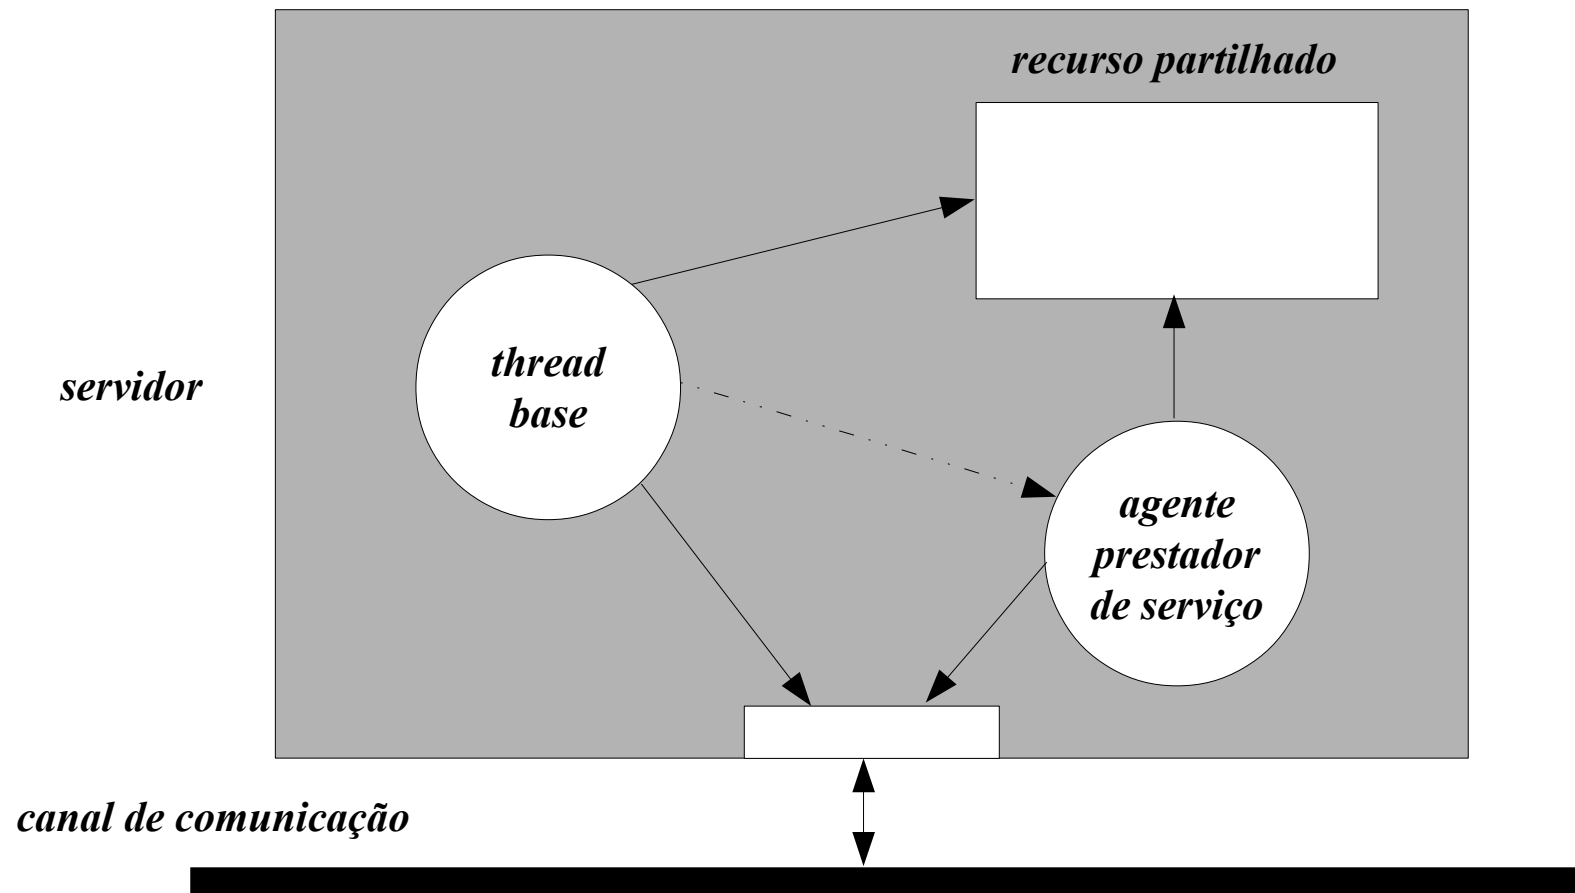 recurso partilhado
thread
base
servidor
agente
prestador
de serviço
canal de comunicação